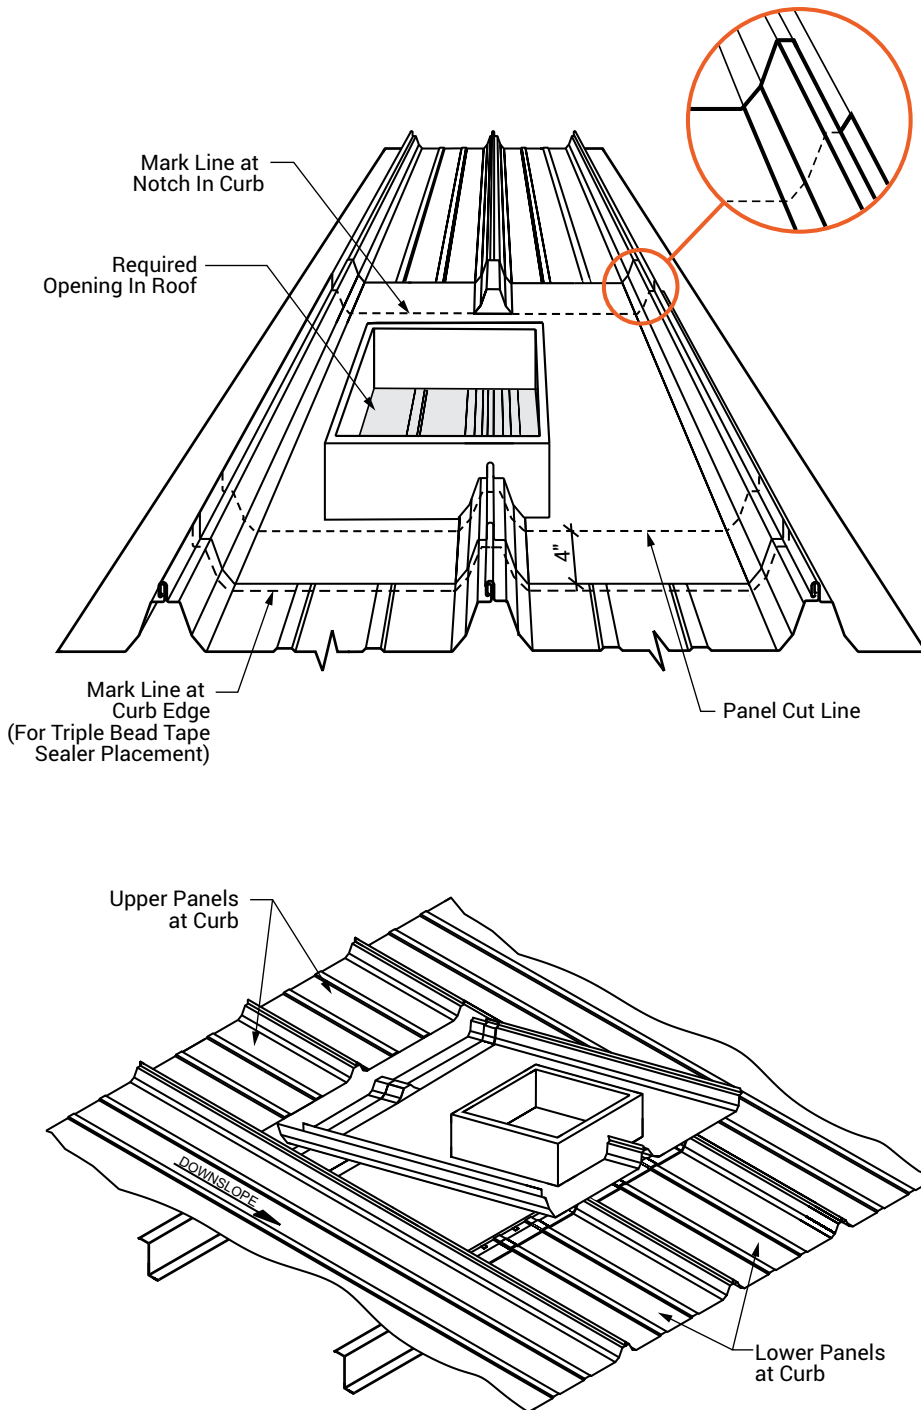 Mark Line at
Notch In Curb
Required
Opening In Roof
4"
Mark Line at
Curb Edge
(For Triple Bead Tape
Sealer Placement)
Panel Cut Line
Upper Panels
at Curb
DOWNSLOPE
Lower Panels
at Curb